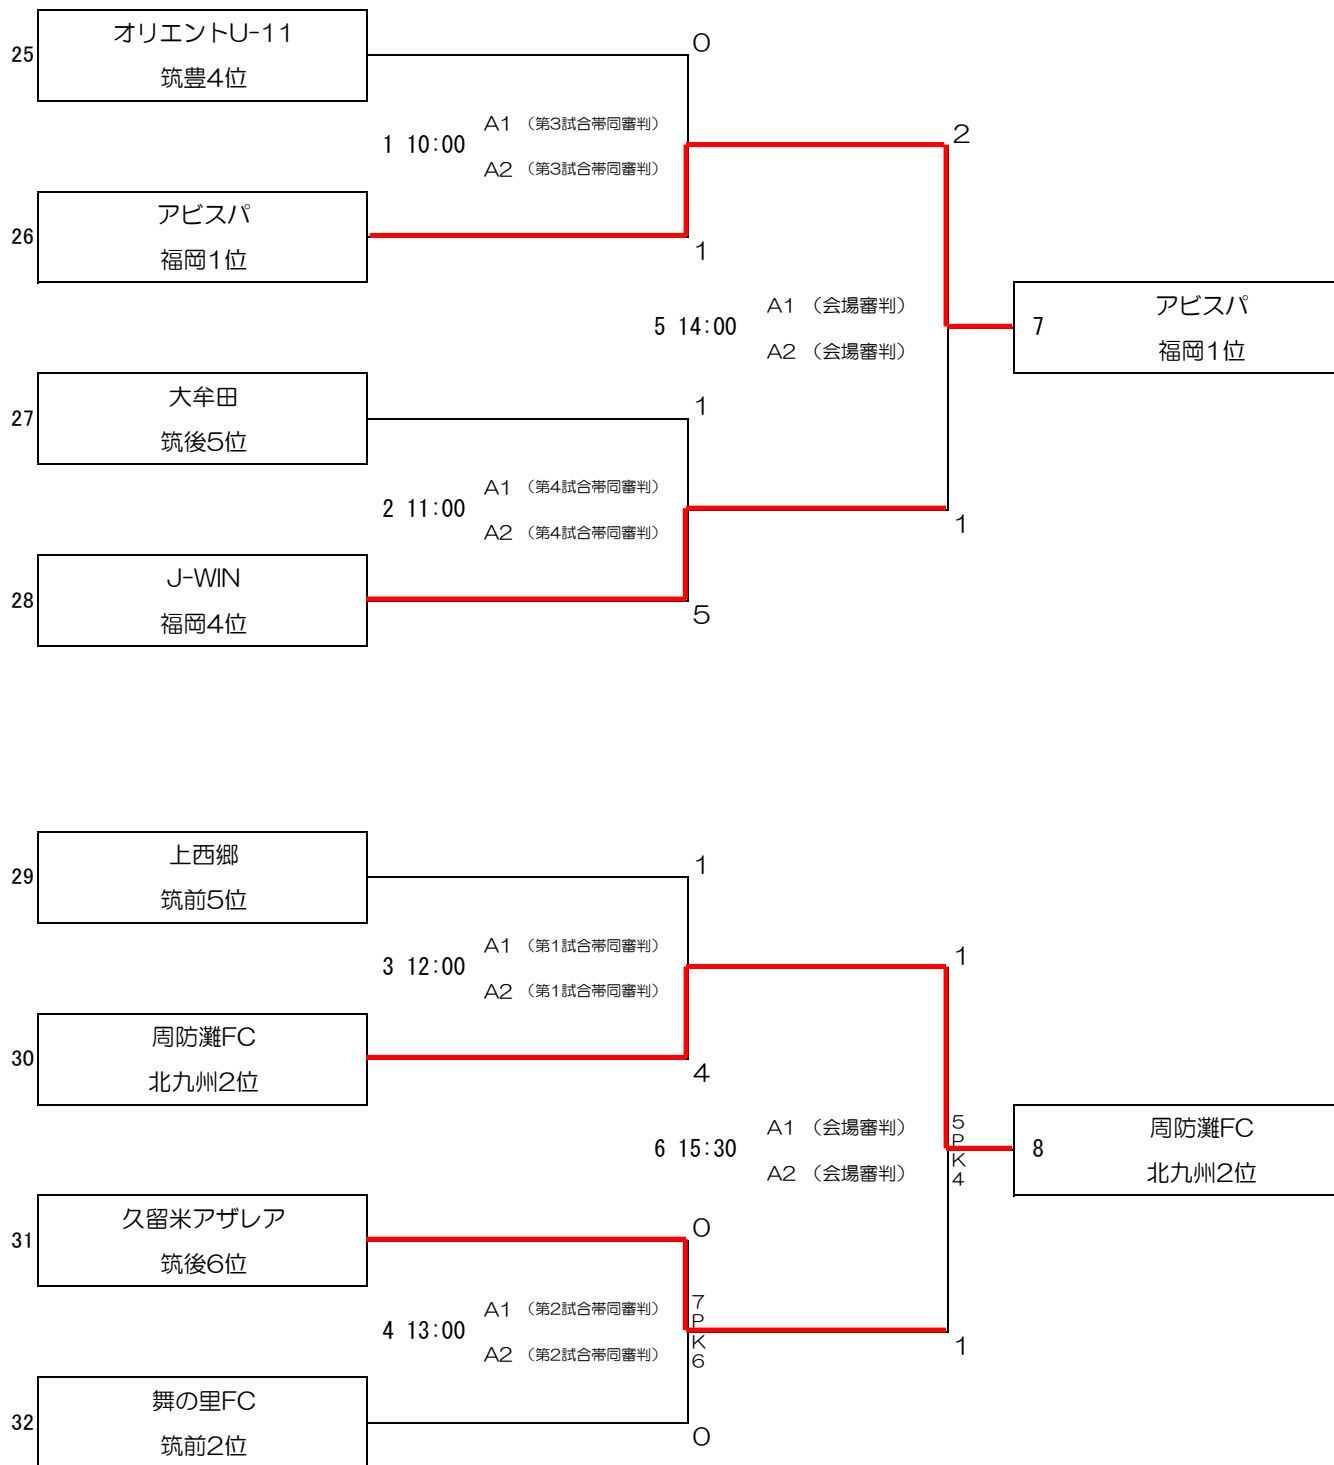 オリエントU-11
25
筑豊4位
0
1 10:00
A1 （第3試合帯同審判）
A2 （第3試合帯同審判）
2
アビスパ
26
福岡1位
1
5 14:00
A1 （会場審判）
A2 （会場審判）
7
アビスパ
福岡1位
大牟田
27
筑後5位
1
2 11:00
A1 （第4試合帯同審判）
A2 （第4試合帯同審判）
1
J-WIN
28
福岡4位
5
上西郷
29
筑前5位
1
3 12:00
A1 （第1試合帯同審判）
A2 （第1試合帯同審判）
1
周防灘FC
30
北九州2位
4
6 15:30
A1 （会場審判）
A2 （会場審判）
5PK4
8
周防灘FC
北九州2位
久留米アザレア
31
筑後6位
0
4 13:00
A1 （第2試合帯同審判）
A2 （第2試合帯同審判）
7PK6
1
舞の里FC
32
筑前2位
0